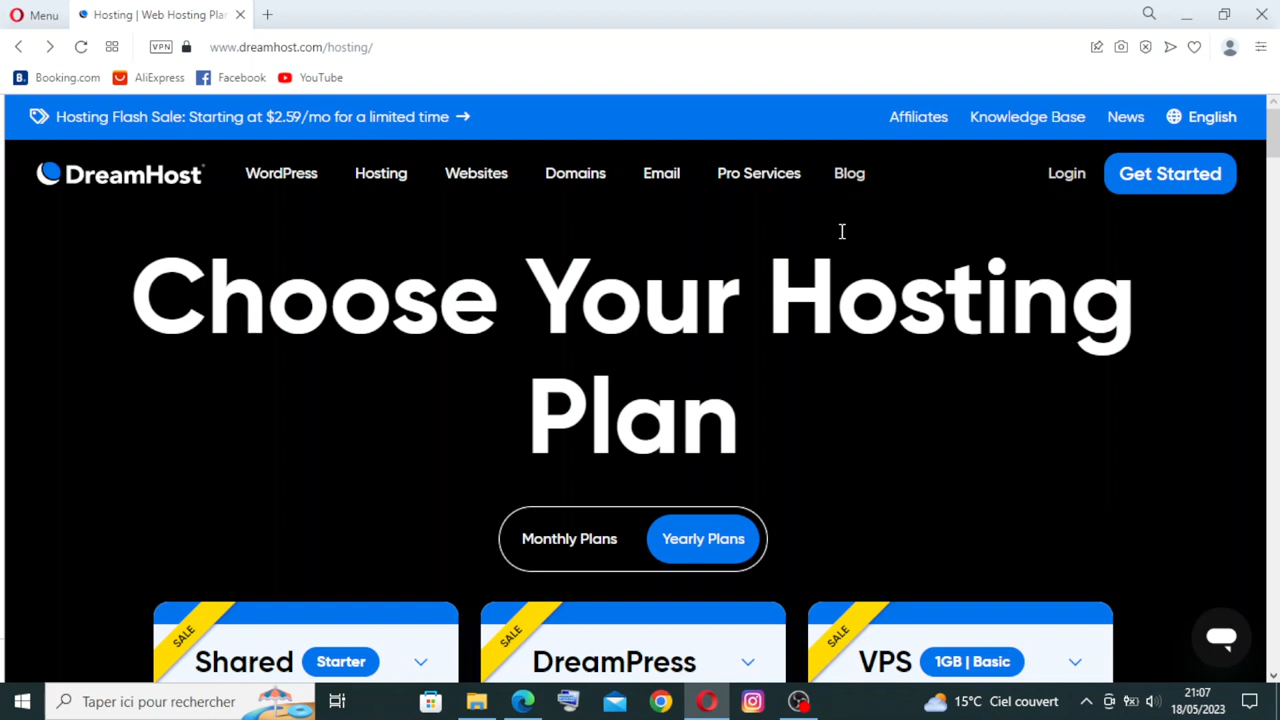 Menu
Hosting | Web Hosting Pla
VPN
www.dreamhost.com/hosting/
B. Booking.com AliExpress Facebook YouTube
Hosting Flash Sale: Starting at $2.59/mo for a limited time →
Affiliates Knowledge Base News English
DreamHost WordPress Hosting Websites Domains Email Pro Services Blog Login Get Started
Choose Your Hosting
Plan
Monthly Plans Yearly Plans
SALE SALE SALE
Shared Starter DreamPress VPS 1GB | Basic
Taper ici pour rechercher
15°C Ciel couvert
21:07
18/05/2023